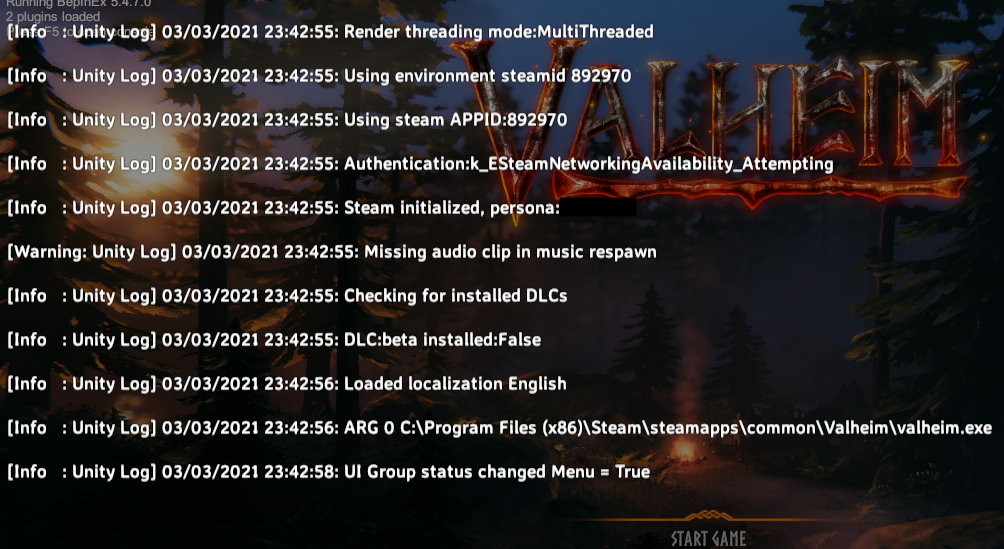 Running BepInEx 5.4.7.0
2 plugins loaded
[Info   : Unity Log] 03/03/2021 23:42:55: Render threading mode:MultiThreaded
[Info   : Unity Log] 03/03/2021 23:42:55: Using environment steamid 892970
[Info   : Unity Log] 03/03/2021 23:42:55: Using steam APPID:892970
[Info   : Unity Log] 03/03/2021 23:42:55: Authentication:k_ESteamNetworkingAvailability_Attempting
[Info   : Unity Log] 03/03/2021 23:42:55: Steam initialized, persona:
[Warning: Unity Log] 03/03/2021 23:42:55: Missing audio clip in music respawn
[Info   : Unity Log] 03/03/2021 23:42:55: Checking for installed DLCs
[Info   : Unity Log] 03/03/2021 23:42:55: DLC:beta installed:False
[Info   : Unity Log] 03/03/2021 23:42:56: Loaded localization English
[Info   : Unity Log] 03/03/2021 23:42:56: ARG 0 C:\Program Files (x86)\Steam\steamapps\common\Valheim\valheim.exe
[Info   : Unity Log] 03/03/2021 23:42:58: UI Group status changed Menu = True
VALHEIM
START GAME